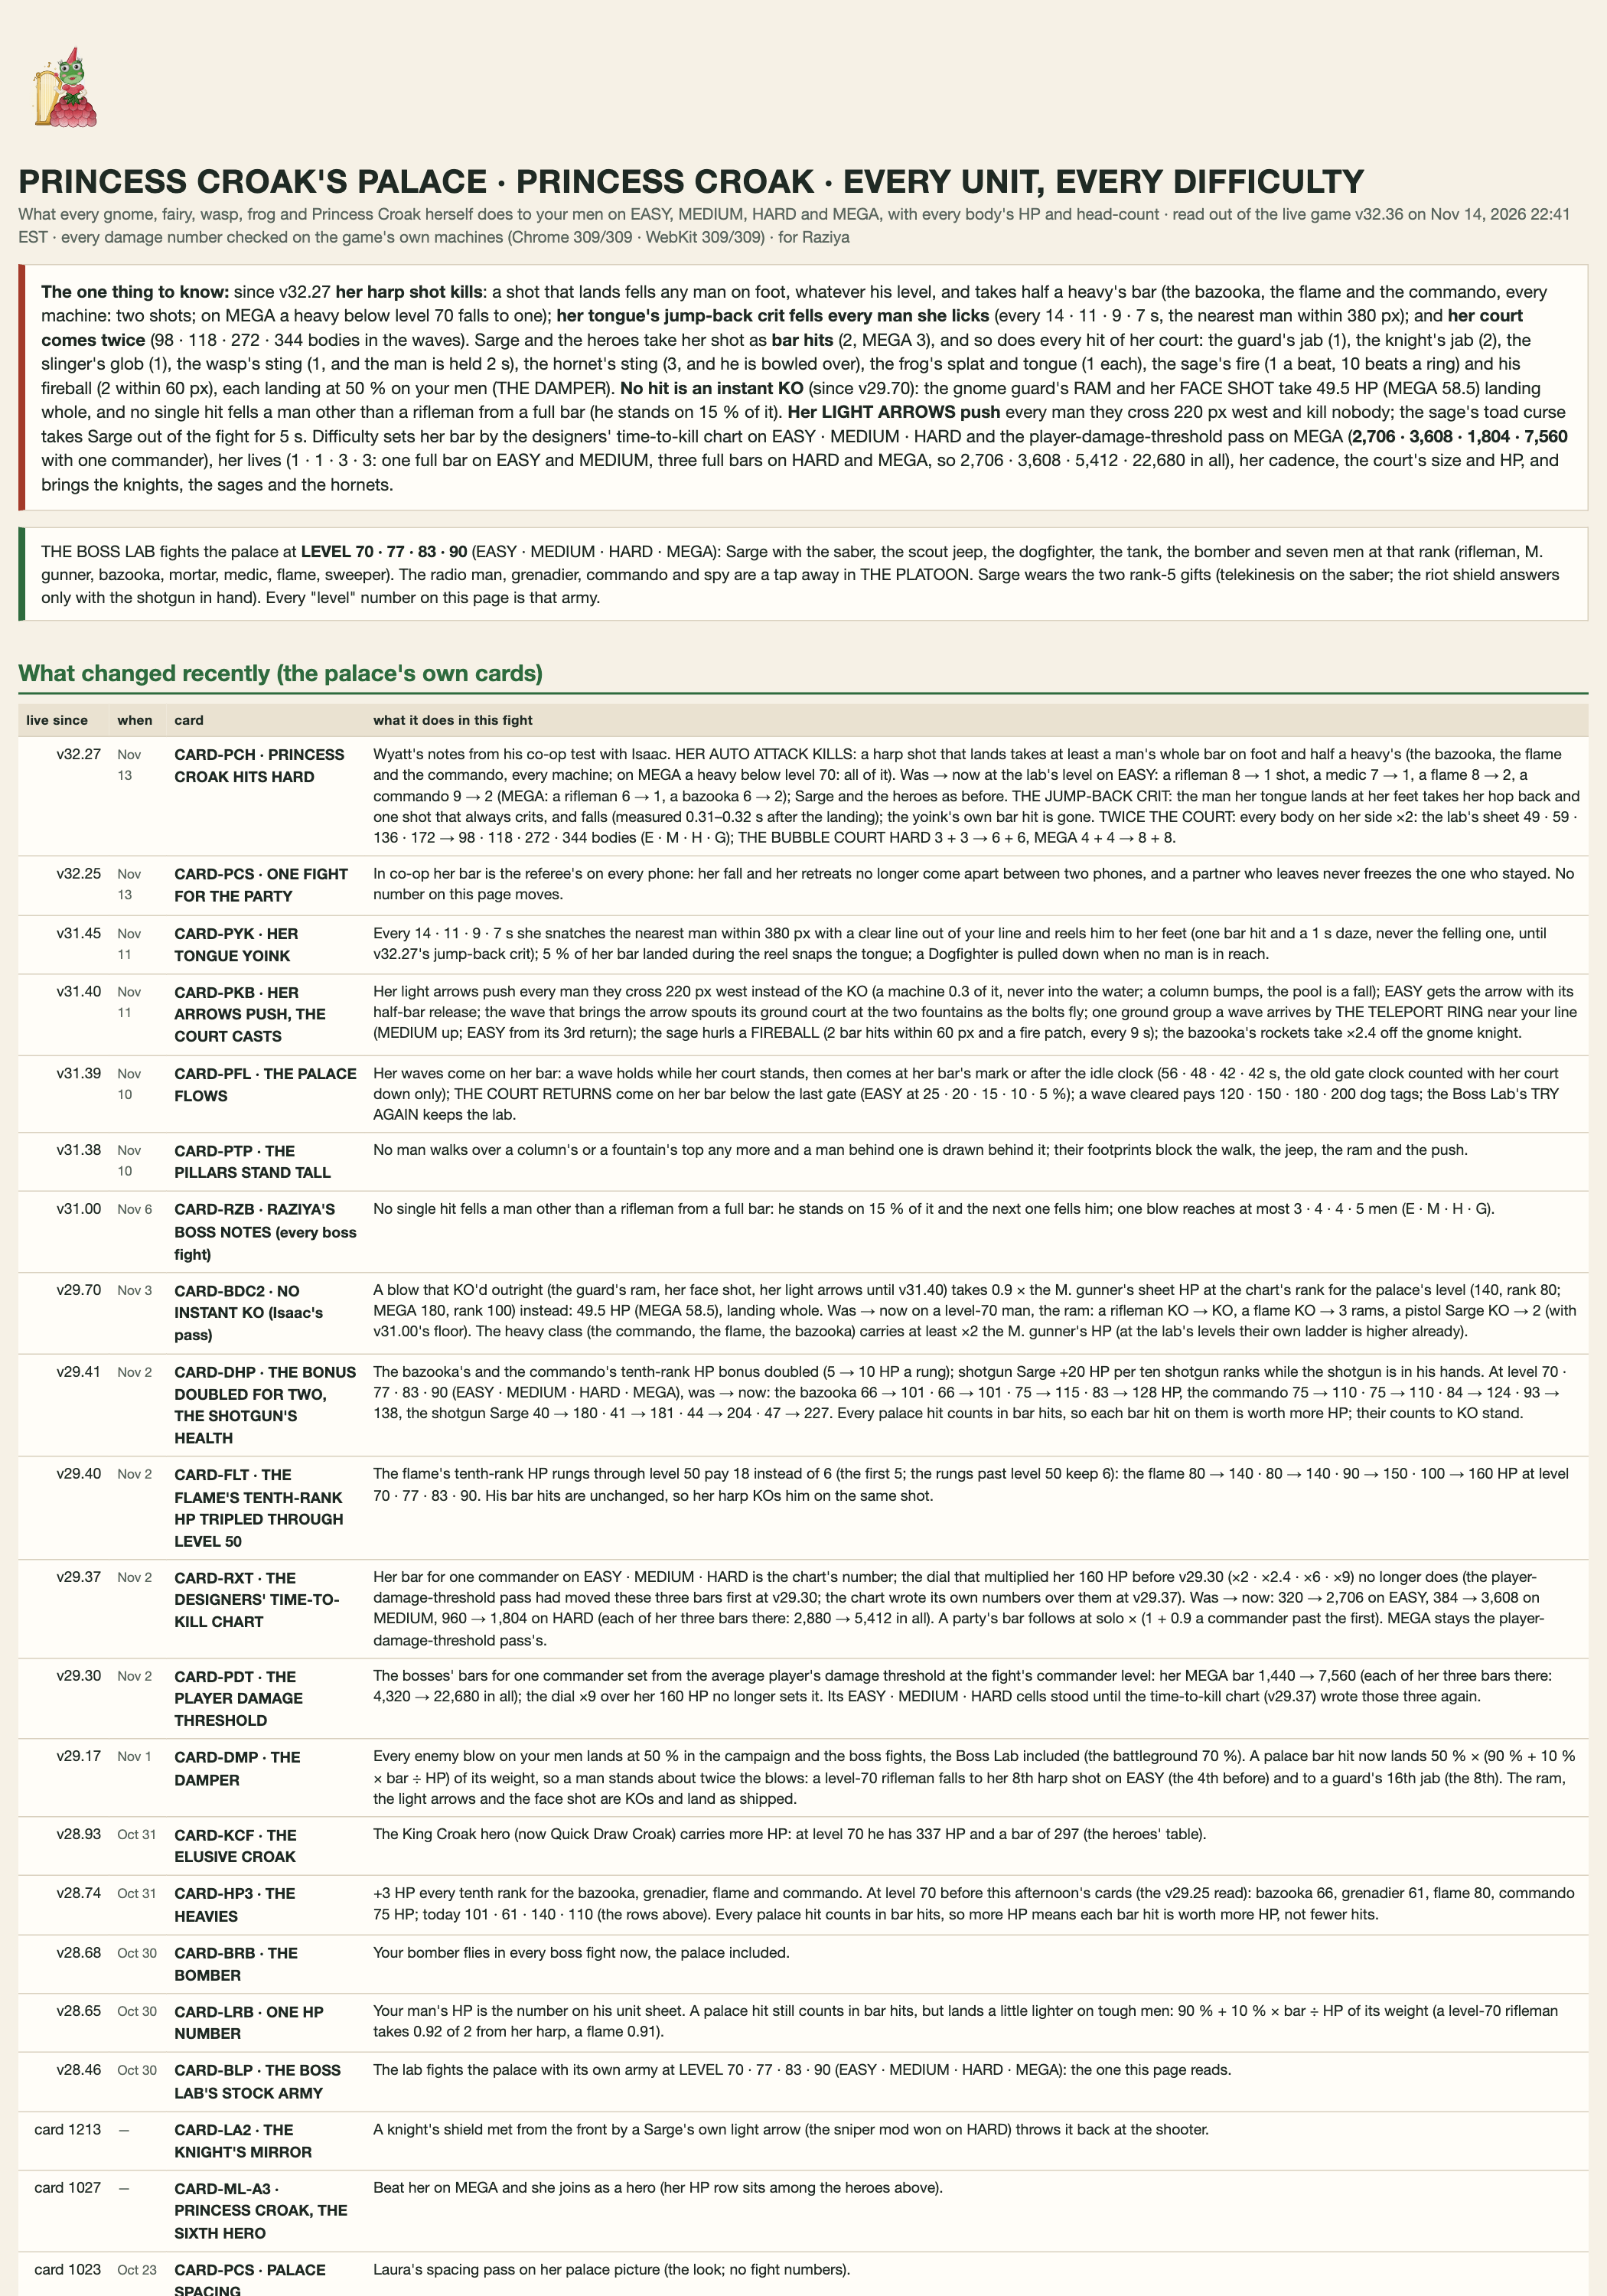 PRINCESS CROAK'S PALACE · PRINCESS CROAK · EVERY UNIT, EVERY DIFFICULTY
What every gnome, fairy, wasp, frog and Princess Croak herself does to your men on EASY, MEDIUM, HARD and MEGA, with every body's HP and head-count · read out of the live game v32.36 on Nov 14, 2026 22:41
EST · every damage number checked on the game's own machines (Chrome 309/309 · WebKit 309/309) · for Raziya
The one thing to know: since v32.27 her harp shot kills: a shot that lands fells any man on foot, whatever his level, and takes half a heavy's bar (the bazooka, the flame and the commando, every
machine: two shots; on MEGA a heavy below level 70 falls to one); her tongue's jump-back crit fells every man she licks (every 14 · 11 · 9 · 7 s, the nearest man within 380 px); and her court
comes twice (98 · 118 · 272 · 344 bodies in the waves). Sarge and the heroes take her shot as bar hits (2, MEGA 3), and so does every hit of her court: the guard's jab (1), the knight's jab (2), the
slinger's glob (1), the wasp's sting (1, and the man is held 2 s), the hornet's sting (3, and he is bowled over), the frog's splat and tongue (1 each), the sage's fire (1 a beat, 10 beats a ring) and his
fireball (2 within 60 px), each landing at 50 % on your men (THE DAMPER). No hit is an instant KO (since v29.70): the gnome guard's RAM and her FACE SHOT take 49.5 HP (MEGA 58.5) landing
whole, and no single hit fells a man other than a rifleman from a full bar (he stands on 15 % of it). Her LIGHT ARROWS push every man they cross 220 px west and kill nobody; the sage's toad curse
takes Sarge out of the fight for 5 s. Difficulty sets her bar by the designers' time-to-kill chart on EASY · MEDIUM · HARD and the player-damage-threshold pass on MEGA (2,706 · 3,608 · 1,804 · 7,560
with one commander), her lives (1 · 1 · 3 · 3: one full bar on EASY and MEDIUM, three full bars on HARD and MEGA, so 2,706 · 3,608 · 5,412 · 22,680 in all), her cadence, the court's size and HP, and
brings the knights, the sages and the hornets.
THE BOSS LAB fights the palace at LEVEL 70 · 77 · 83 · 90 (EASY · MEDIUM · HARD · MEGA): Sarge with the saber, the scout jeep, the dogfighter, the tank, the bomber and seven men at that rank (rifleman, M.
gunner, bazooka, mortar, medic, flame, sweeper). The radio man, grenadier, commando and spy are a tap away in THE PLATOON. Sarge wears the two rank-5 gifts (telekinesis on the saber; the riot shield answers
only with the shotgun in hand). Every "level" number on this page is that army.
What changed recently (the palace's own cards)
live since when card what it does in this fight
v32.27 Nov 13 CARD-PCH · PRINCESS CROAK HITS HARD
Wyatt's notes from his co-op test with Isaac. HER AUTO ATTACK KILLS: a harp shot that lands takes at least a man's whole bar on foot and half a heavy's (the bazooka, the flame
and the commando, every machine; on MEGA a heavy below level 70: all of it). Was → now at the lab's level on EASY: a rifleman 8 → 1 shot, a medic 7 → 1, a flame 8 → 2, a
commando 9 → 2 (MEGA: a rifleman 6 → 1, a bazooka 6 → 2); Sarge and the heroes as before. THE JUMP-BACK CRIT: the man her tongue lands at her feet takes her hop back and
one shot that always crits, and falls (measured 0.31–0.32 s after the landing); the yoink's own bar hit is gone. TWICE THE COURT: every body on her side ×2: the lab's sheet 49 · 59 ·
136 · 172 → 98 · 118 · 272 · 344 bodies (E · M · H · G); THE BUBBLE COURT HARD 3 + 3 → 6 + 6, MEGA 4 + 4 → 8 + 8.
v32.25 Nov 13 CARD-PCS · ONE FIGHT FOR THE PARTY
In co-op her bar is the referee's on every phone: her fall and her retreats no longer come apart between two phones, and a partner who leaves never freezes the one who stayed. No
number on this page moves.
v31.45 Nov 11 CARD-PYK · HER TONGUE YOINK
Every 14 · 11 · 9 · 7 s she snatches the nearest man within 380 px with a clear line out of your line and reels him to her feet (one bar hit and a 1 s daze, never the felling one, until
v32.27's jump-back crit); 5 % of her bar landed during the reel snaps the tongue; a Dogfighter is pulled down when no man is in reach.
v31.40 Nov 11 CARD-PKB · HER ARROWS PUSH, THE COURT CASTS
Her light arrows push every man they cross 220 px west instead of the KO (a machine 0.3 of it, never into the water; a column bumps, the pool is a fall); EASY gets the arrow with its
half-bar release; the wave that brings the arrow spouts its ground court at the two fountains as the bolts fly; one ground group a wave arrives by THE TELEPORT RING near your line
(MEDIUM up; EASY from its 3rd return); the sage hurls a FIREBALL (2 bar hits within 60 px and a fire patch, every 9 s); the bazooka's rockets take ×2.4 off the gnome knight.
v31.39 Nov 10 CARD-PFL · THE PALACE FLOWS
Her waves come on her bar: a wave holds while her court stands, then comes at her bar's mark or after the idle clock (56 · 48 · 42 · 42 s, the old gate clock counted with her court
down only); THE COURT RETURNS come on her bar below the last gate (EASY at 25 · 20 · 15 · 10 · 5 %); a wave cleared pays 120 · 150 · 180 · 200 dog tags; the Boss Lab's TRY
AGAIN keeps the lab.
v31.38 Nov 10 CARD-PTP · THE PILLARS STAND TALL
No man walks over a column's or a fountain's top any more and a man behind one is drawn behind it; their footprints block the walk, the jeep, the ram and the push.
v31.00 Nov 6 CARD-RZB · RAZIYA'S BOSS NOTES (every boss fight)
No single hit fells a man other than a rifleman from a full bar: he stands on 15 % of it and the next one fells him; one blow reaches at most 3 · 4 · 4 · 5 men (E · M · H · G).
v29.70 Nov 3 CARD-BDC2 · NO INSTANT KO (Isaac's pass)
A blow that KO'd outright (the guard's ram, her face shot, her light arrows until v31.40) takes 0.9 × the M. gunner's sheet HP at the chart's rank for the palace's level (140, rank 80;
MEGA 180, rank 100) instead: 49.5 HP (MEGA 58.5), landing whole. Was → now on a level-70 man, the ram: a rifleman KO → KO, a flame KO → 3 rams, a pistol Sarge KO → 2 (with
v31.00's floor). The heavy class (the commando, the flame, the bazooka) carries at least ×2 the M. gunner's HP (at the lab's levels their own ladder is higher already).
v29.41 Nov 2 CARD-DHP · THE BONUS DOUBLED FOR TWO, THE SHOTGUN'S HEALTH
The bazooka's and the commando's tenth-rank HP bonus doubled (5 → 10 HP a rung); shotgun Sarge +20 HP per ten shotgun ranks while the shotgun is in his hands. At level 70 ·
77 · 83 · 90 (EASY · MEDIUM · HARD · MEGA), was → now: the bazooka 66 → 101 · 66 → 101 · 75 → 115 · 83 → 128 HP, the commando 75 → 110 · 75 → 110 · 84 → 124 · 93 →
138, the shotgun Sarge 40 → 180 · 41 → 181 · 44 → 204 · 47 → 227. Every palace hit counts in bar hits, so each bar hit on them is worth more HP; their counts to KO stand.
v29.40 Nov 2 CARD-FLT · THE FLAME'S TENTH-RANK HP TRIPLED THROUGH LEVEL 50
The flame's tenth-rank HP rungs through level 50 pay 18 instead of 6 (the first 5; the rungs past level 50 keep 6): the flame 80 → 140 · 80 → 140 · 90 → 150 · 100 → 160 HP at level
70 · 77 · 83 · 90. His bar hits are unchanged, so her harp KOs him on the same shot.
v29.37 Nov 2 CARD-RXT · THE DESIGNERS' TIME-TO-KILL CHART
Her bar for one commander on EASY · MEDIUM · HARD is the chart's number; the dial that multiplied her 160 HP before v29.30 (×2 · ×2.4 · ×6 · ×9) no longer does (the player-
damage-threshold pass had moved these three bars first at v29.30; the chart wrote its own numbers over them at v29.37). Was → now: 320 → 2,706 on EASY, 384 → 3,608 on
MEDIUM, 960 → 1,804 on HARD (each of her three bars there: 2,880 → 5,412 in all). A party's bar follows at solo × (1 + 0.9 a commander past the first). MEGA stays the player-
damage-threshold pass's.
v29.30 Nov 2 CARD-PDT · THE PLAYER DAMAGE THRESHOLD
The bosses' bars for one commander set from the average player's damage threshold at the fight's commander level: her MEGA bar 1,440 → 7,560 (each of her three bars there:
4,320 → 22,680 in all); the dial ×9 over her 160 HP no longer sets it. Its EASY · MEDIUM · HARD cells stood until the time-to-kill chart (v29.37) wrote those three again.
v29.17 Nov 1 CARD-DMP · THE DAMPER
Every enemy blow on your men lands at 50 % in the campaign and the boss fights, the Boss Lab included (the battleground 70 %). A palace bar hit now lands 50 % × (90 % + 10 %
× bar ÷ HP) of its weight, so a man stands about twice the blows: a level-70 rifleman falls to her 8th harp shot on EASY (the 4th before) and to a guard's 16th jab (the 8th). The ram,
the light arrows and the face shot are KOs and land as shipped.
v28.93 Oct 31 CARD-KCF · THE ELUSIVE CROAK
The King Croak hero (now Quick Draw Croak) carries more HP: at level 70 he has 337 HP and a bar of 297 (the heroes' table).
v28.74 Oct 31 CARD-HP3 · THE HEAVIES
+3 HP every tenth rank for the bazooka, grenadier, flame and commando. At level 70 before this afternoon's cards (the v29.25 read): bazooka 66, grenadier 61, flame 80, commando
75 HP; today 101 · 61 · 140 · 110 (the rows above). Every palace hit counts in bar hits, so more HP means each bar hit is worth more HP, not fewer hits.
v28.68 Oct 30 CARD-BRB · THE BOMBER
Your bomber flies in every boss fight now, the palace included.
v28.65 Oct 30 CARD-LRB · ONE HP NUMBER
Your man's HP is the number on his unit sheet. A palace hit still counts in bar hits, but lands a little lighter on tough men: 90 % + 10 % × bar ÷ HP of its weight (a level-70 rifleman
takes 0.92 of 2 from her harp, a flame 0.91).
v28.46 Oct 30 CARD-BLP · THE BOSS LAB'S STOCK ARMY
The lab fights the palace with its own army at LEVEL 70 · 77 · 83 · 90 (EASY · MEDIUM · HARD · MEGA): the one this page reads.
card 1213 — CARD-LA2 · THE KNIGHT'S MIRROR
A knight's shield met from the front by a Sarge's own light arrow (the sniper mod won on HARD) throws it back at the shooter.
card 1027 — CARD-ML-A3 · PRINCESS CROAK, THE SIXTH HERO
Beat her on MEGA and she joins as a hero (her HP row sits among the heroes above).
card 1023 Oct 23 CARD-PCS · PALACE SPACING
Laura's spacing pass on her palace picture (the look; no fight numbers).